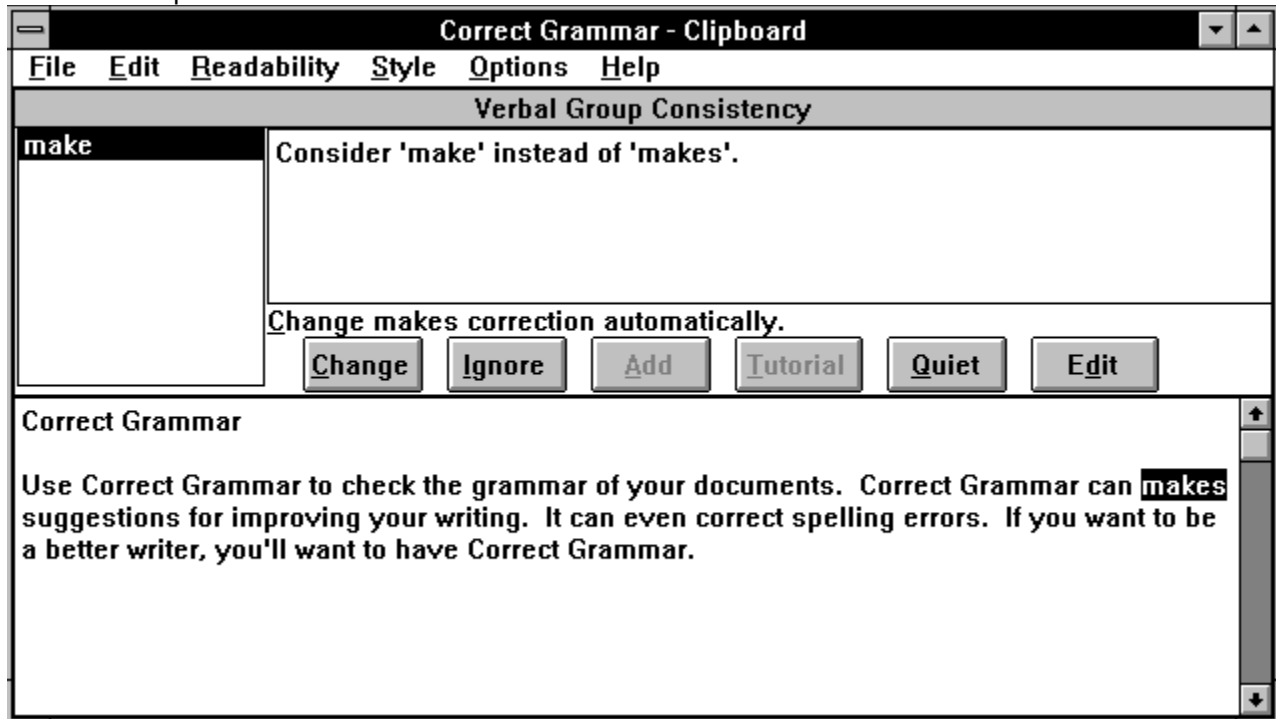 Correct Grammar - Clipboard
File Edit Readability Style Options Help
Verbal Group Consistency
make
Consider 'make' instead of 'makes'.
Change makes correction automatically.
Change Ignore Add Tutorial Quiet Edit
Correct Grammar
Use Correct Grammar to check the grammar of your documents.  Correct Grammar can makes
suggestions for improving your writing.  It can even correct spelling errors.  If you want to be
a better writer, you'll want to have Correct Grammar.